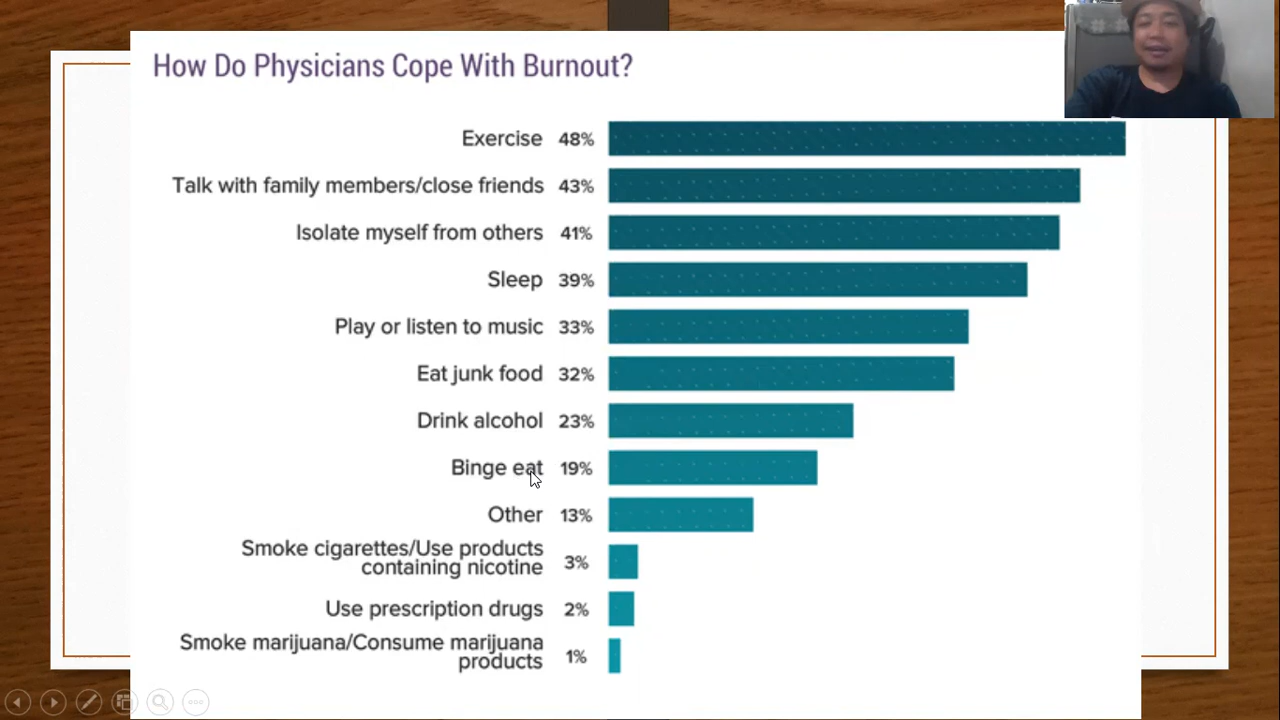 How Do Physicians Cope With Burnout?
Exercise 48%
Talk with family members/close friends 43%
Isolate myself from others 41%
Sleep 39%
Play or listen to music 33%
Eat junk food 32%
Drink alcohol 23%
Binge eat 19%
Other 13%
Smoke cigarettes/Use products
containing nicotine 3%
Use prescription drugs 2%
Smoke marijuana/Consume marijuana
products 1%